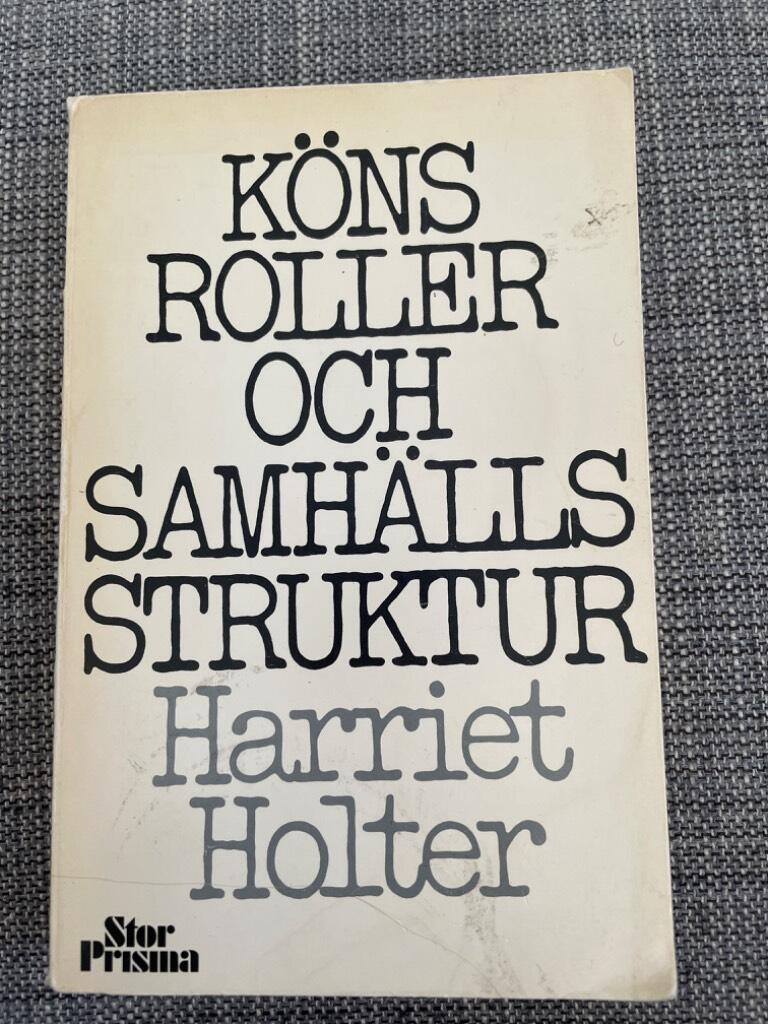 KÖNS
ROLLER
OCH
SAMHÄLLS
STRUKTUR
Harriet
Holter
Stor
Prisma